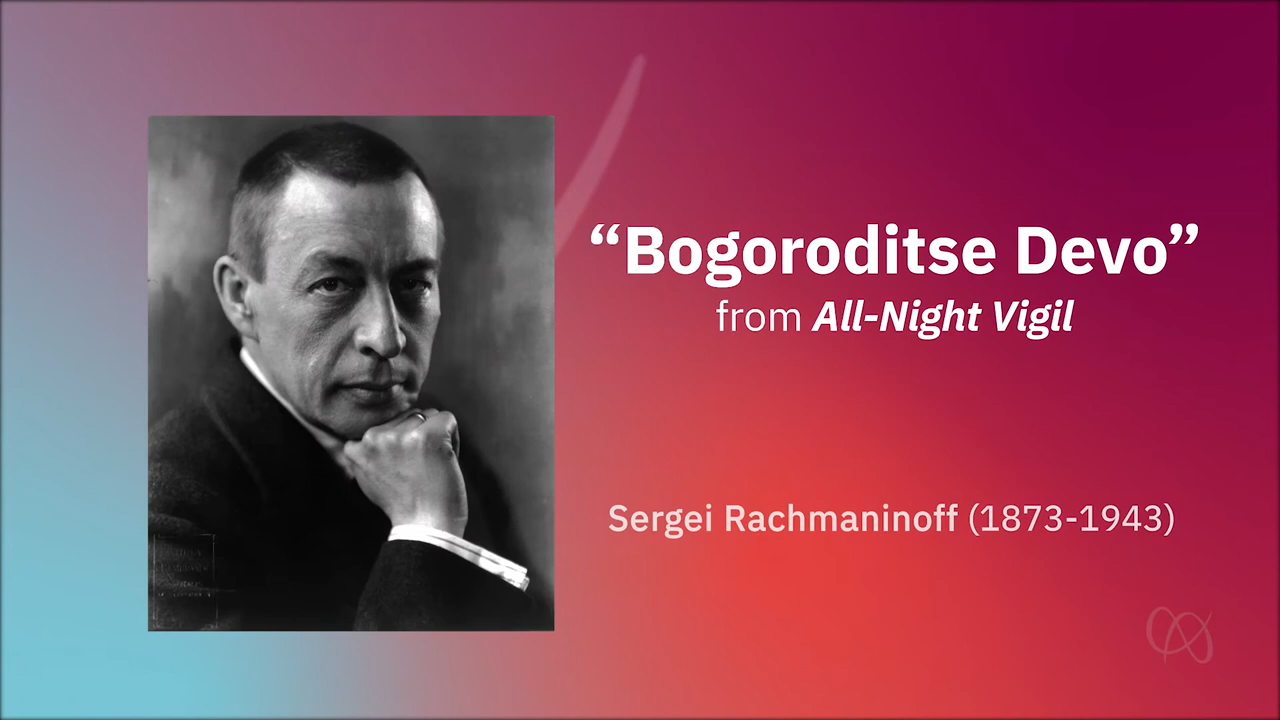 “Bogoroditse Devo”
from All-Night Vigil
Sergei Rachmaninoff (1873-1943)